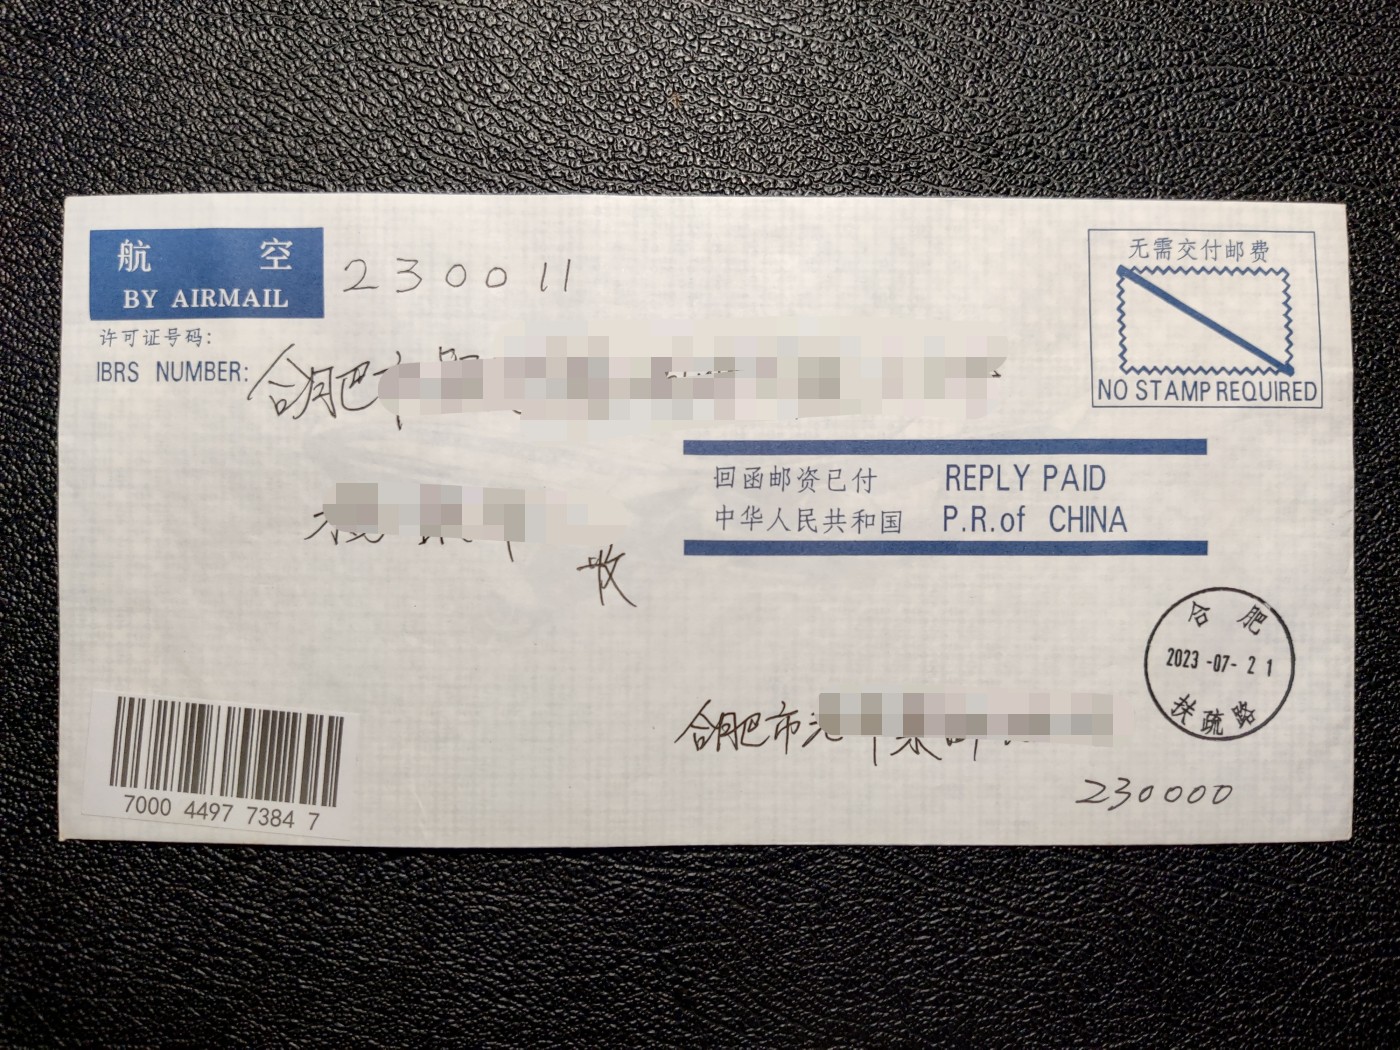 航 空
BY AIRMAIL
230011
无需交付邮费
NO STAMP REQUIRED
许可证号码:
IBRS NUMBER:
合肥市
回函邮资已付 REPLY PAID
中华人民共和国 P.R.of CHINA
收
合 肥
2023-07-21
扶疏路
合肥市
230000
7000 4497 7384 7